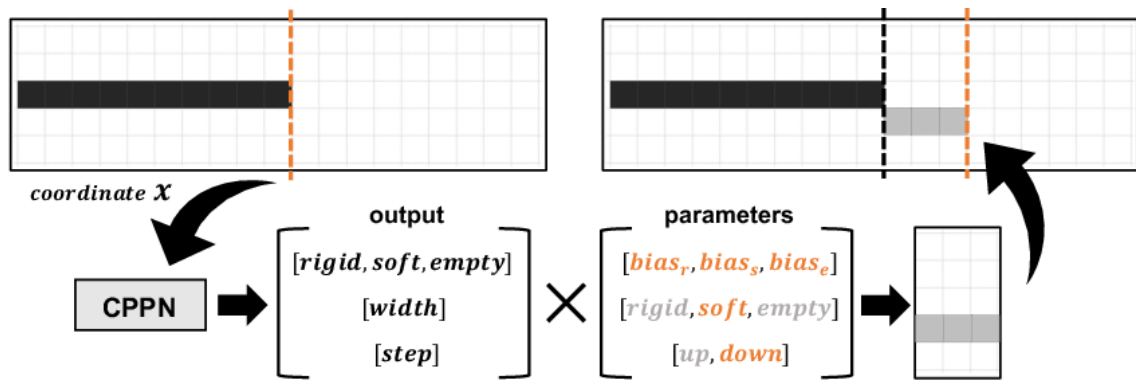 coordinate x
output
parameters
[rigid, soft, empty]
[bias_r, bias_s, bias_e]
CPPN
[width]
×
[rigid, soft, empty]
[step]
[up, down]